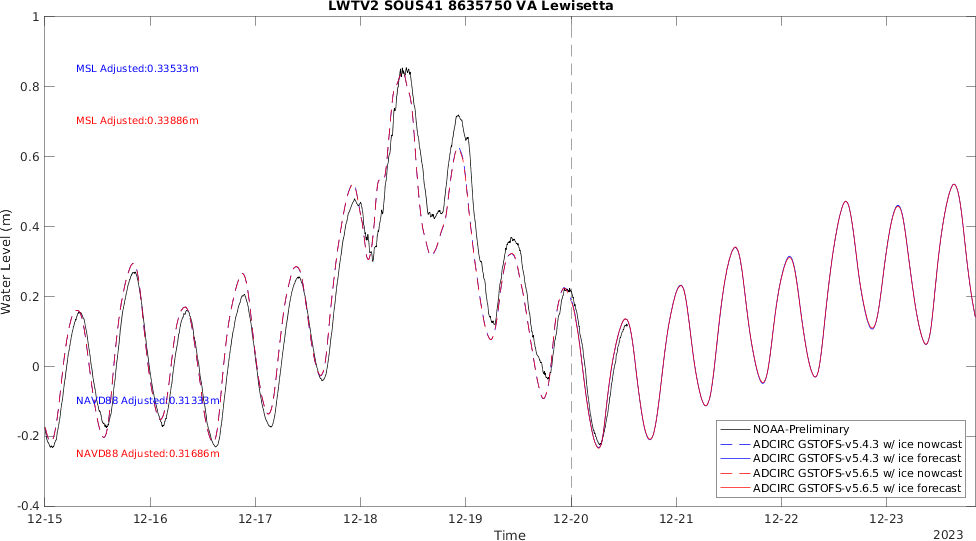 LWTV2 SOUS41 8635750 VA Lewisetta
1
MSL Adjusted:0.33533m
0.8
MSL Adjusted:0.33886m
0.6
0.4
0.2
0
NAVD88 Adjusted:0.31333m
-0.2
NAVD88 Adjusted:0.31686m
-0.4
Water Level (m)
NOAA-Preliminary
ADCIRC GSTOFS-v5.4.3 w/ ice nowcast
ADCIRC GSTOFS-v5.4.3 w/ ice forecast
ADCIRC GSTOFS-v5.6.5 w/ ice nowcast
ADCIRC GSTOFS-v5.6.5 w/ ice forecast
12-15 12-16 12-17 12-18 12-19 12-20 12-21 12-22 12-23
Time
2023